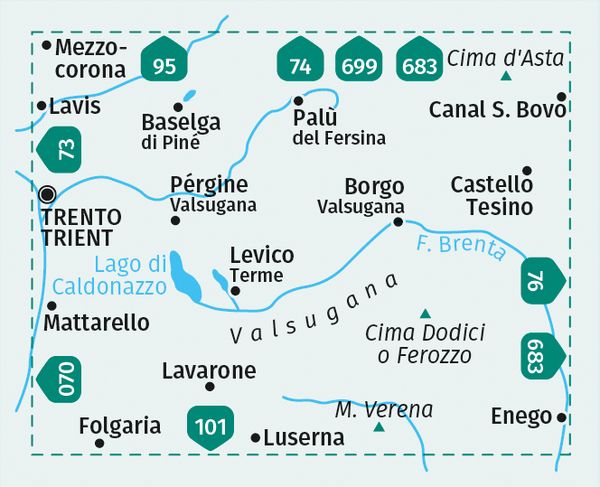 Mezzo-
corona
95
74
699
683
Cima d'Asta
Lavis
Baselga
di Piné
Palù
del Fersina
Canal S. Bovo
73
TRENTO
TRIENT
Pérgine
Valsugana
Borgo
Valsugana
Castello
Tesino
F. Brenta
Lago di
Caldonazzo
Levico
Terme
Valsugana
76
Mattarello
Cima Dodici
o Ferozzo
683
070
Lavarone
M. Verena
Folgaria
101
Luserna
Enego